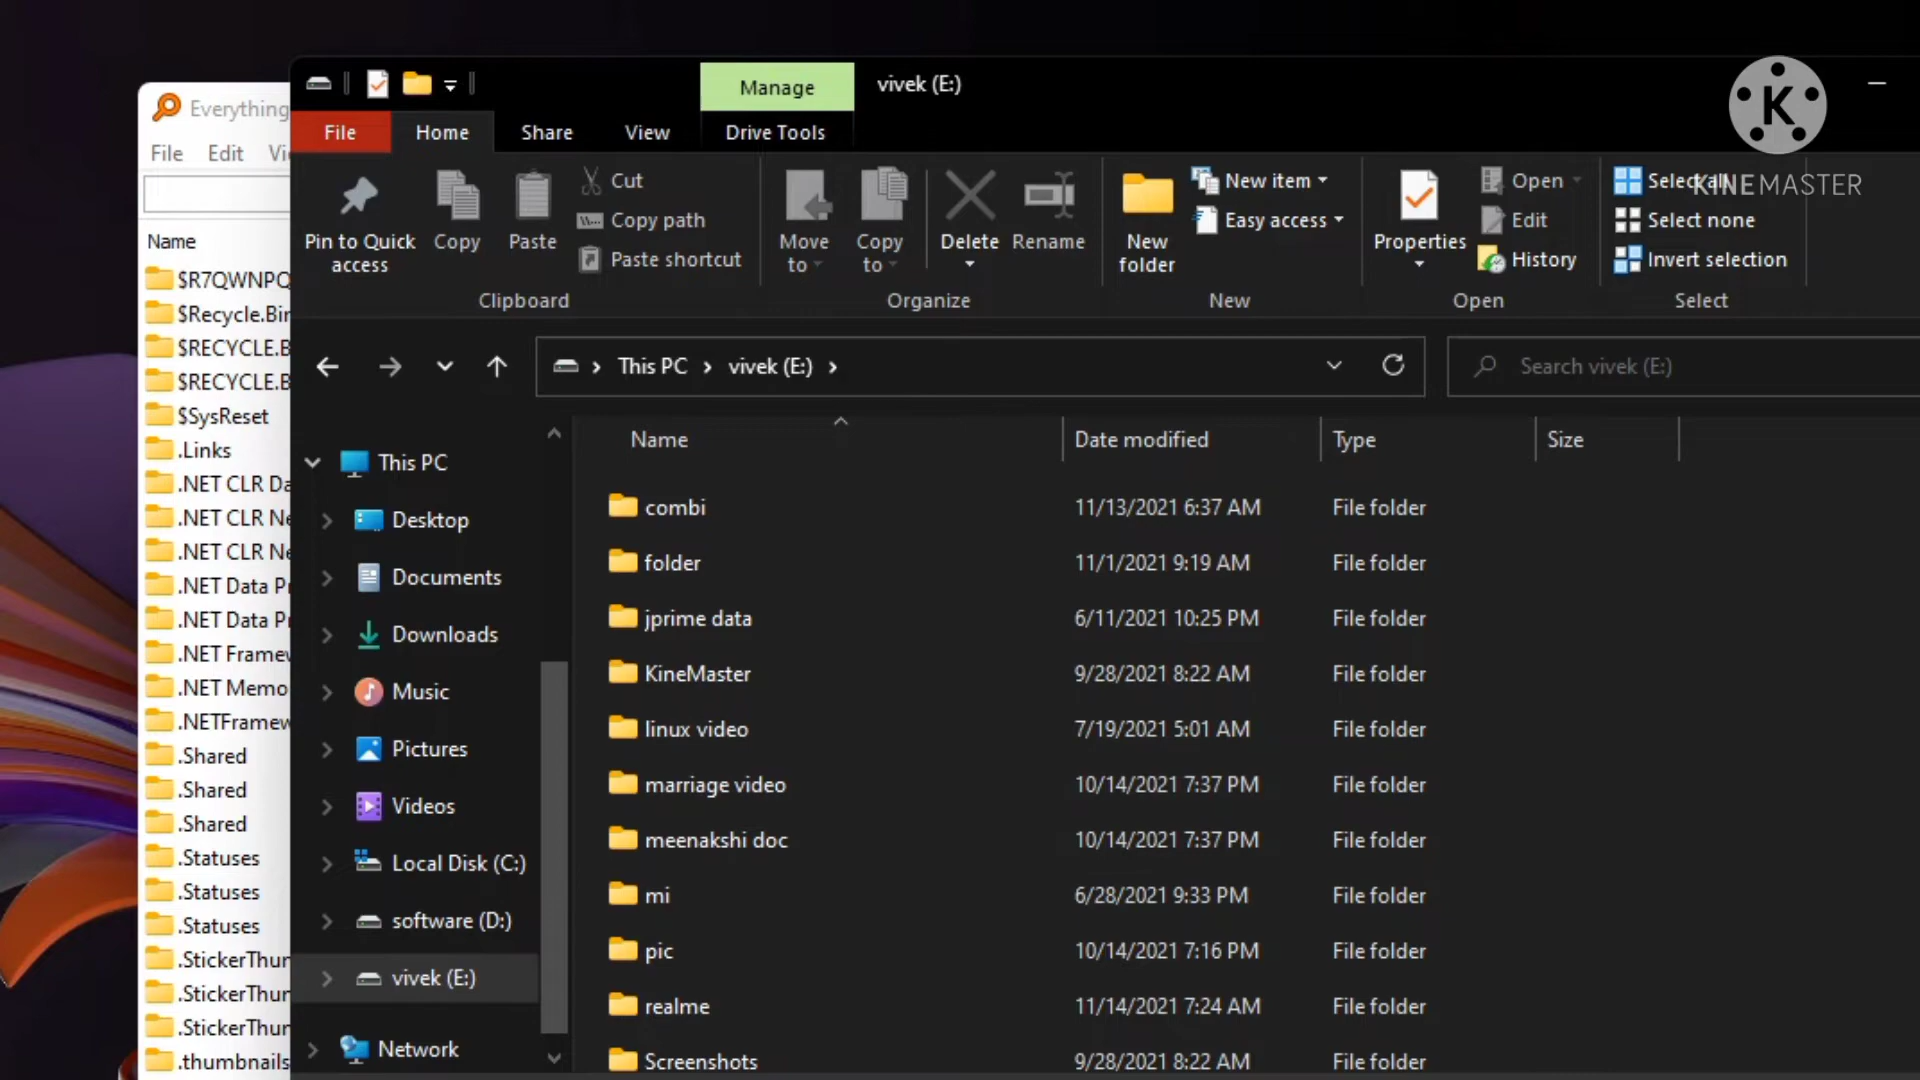 Everything
File Edit
Name
$R7QWNPQ
$Recycle.Bin
$RECYCLE.B
$RECYCLE.B
$SysReset
.Links
.NET CLR Da
.NET CLR Ne
.NET CLR Ne
.NET Data Pr
.NET Data Pr
.NET Framew
.NET Memo
.NETFramew
.Shared
.Shared
.Shared
.Statuses
.Statuses
.Statuses
.StickerThur
.StickerThur
.StickerThur
.thumbnails
Manage vivek (E:)
File Home Share View Drive Tools
Pin to Quick access
Copy
Paste
Cut
Copy path
Paste shortcut
Clipboard
Move to
Copy to
Delete
Rename
Organize
New folder
New item
Easy access
New
Properties
Open
Edit
History
Open
Select all
Select none
Invert selection
Select
K
KINEMASTER
This PC > vivek (E:) >
Search vivek (E:)
This PC
Desktop
Documents
Downloads
Music
Pictures
Videos
Local Disk (C:)
software (D:)
vivek (E:)
Network
Name Date modified Type Size
combi 11/13/2021 6:37 AM File folder
folder 11/1/2021 9:19 AM File folder
jprime data 6/11/2021 10:25 PM File folder
KineMaster 9/28/2021 8:22 AM File folder
linux video 7/19/2021 5:01 AM File folder
marriage video 10/14/2021 7:37 PM File folder
meenakshi doc 10/14/2021 7:37 PM File folder
mi 6/28/2021 9:33 PM File folder
pic 10/14/2021 7:16 PM File folder
realme 11/14/2021 7:24 AM File folder
Screenshots 9/28/2021 8:22 AM File folder